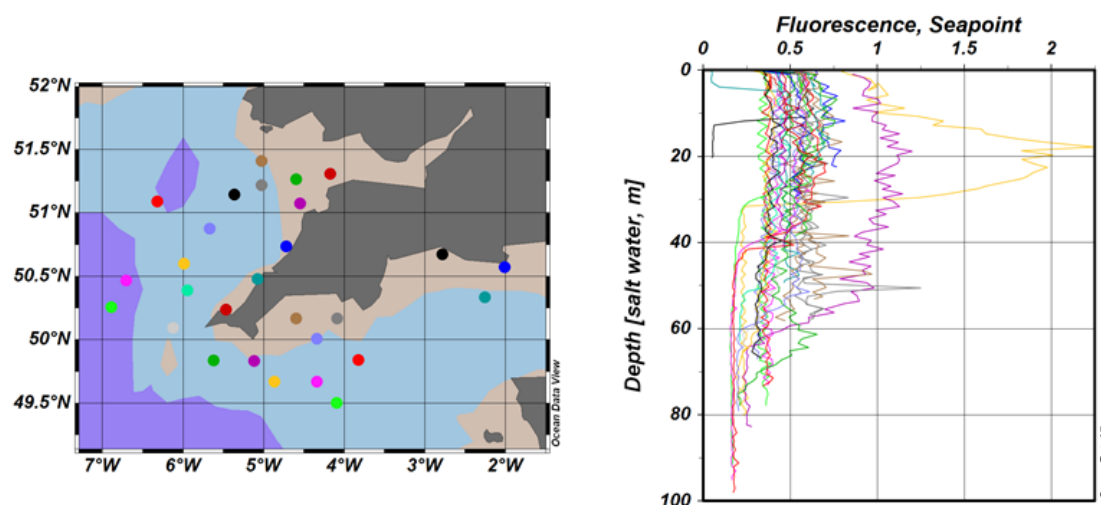 52°N
51.5°N
51°N
50.5°N
50°N
49.5°N
7°W 6°W 5°W 4°W 3°W 2°W
Ocean Data View
Fluorescence, Seapoint
0 0.5 1 1.5 2
Depth [salt water, m]
0
20
40
60
80
100